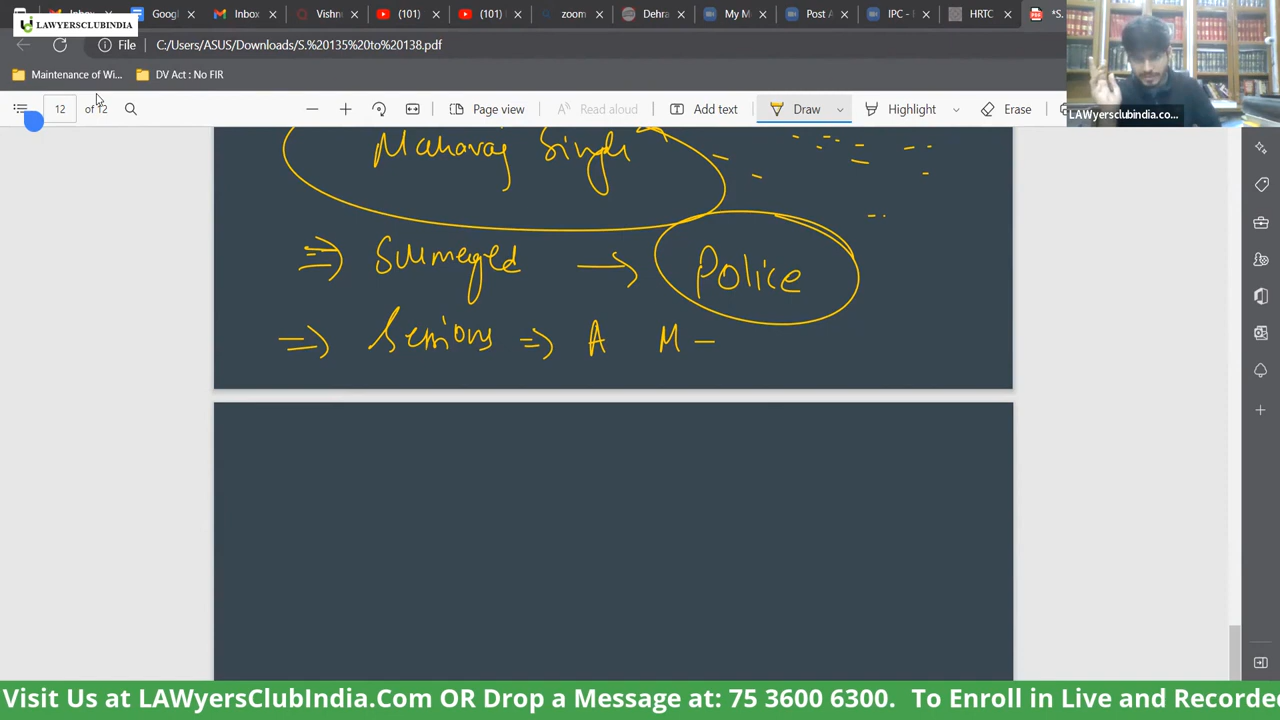 LAWYERSCLUBINDIA
Inbox Googl Inbox Vishn (101) (101) Dehra My M Post IPC - HRTC *S.
File C:/Users/ASUS/Downloads/S.%20135%20to%20138.pdf
Maintenance of Wi... DV Act : No FIR
12 of 12 Page view Read aloud Add text Draw Highlight Erase
LAWyersclubindia.co...
Maharaj Singh
⇒ Submerged → Police
⇒ Serious ⇒ A M -
Visit Us at LAWyersClubIndia.Com OR Drop a Message at: 75 3600 6300. To Enroll in Live and Recorde